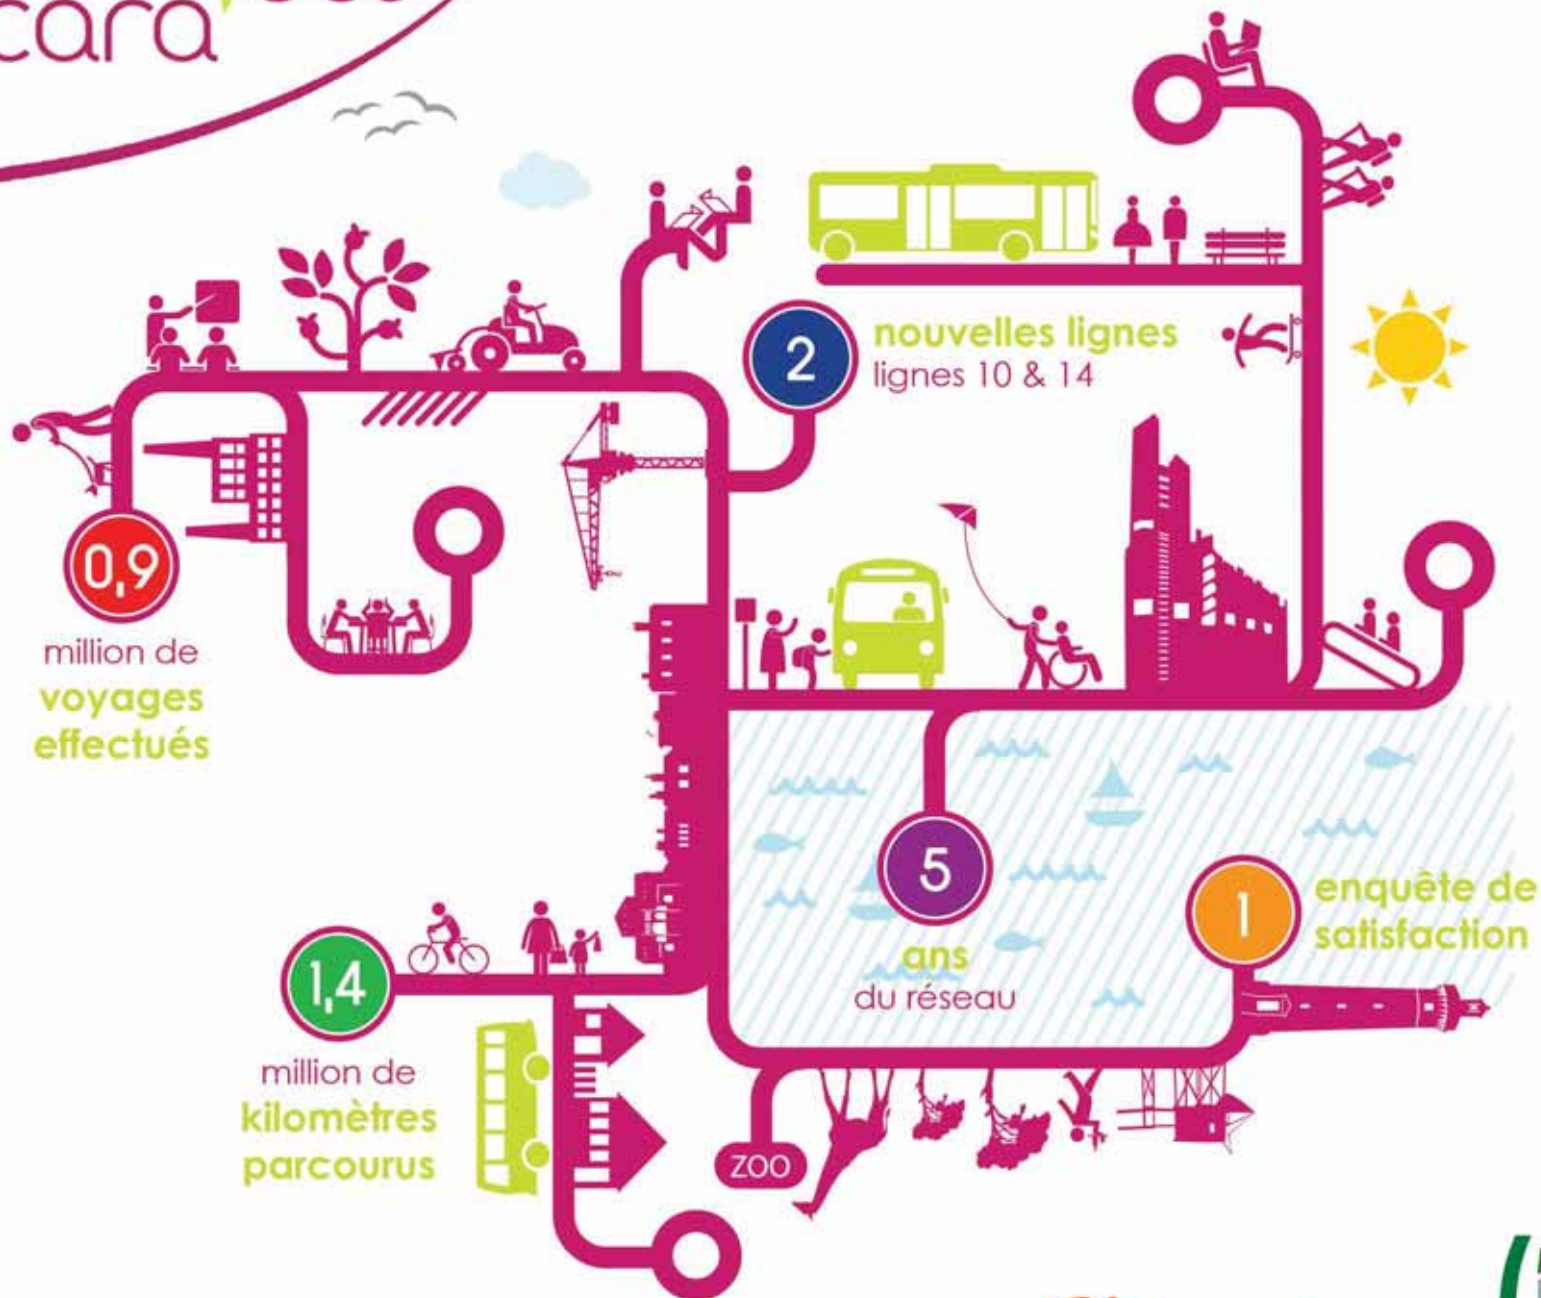 cara
2
nouvelles lignes
lignes 10 & 14
0,9
million de
voyages
effectués
5
ans
du réseau
1
enquête de
satisfaction
1,4
million de
kilomètres
parcourus
ZOO